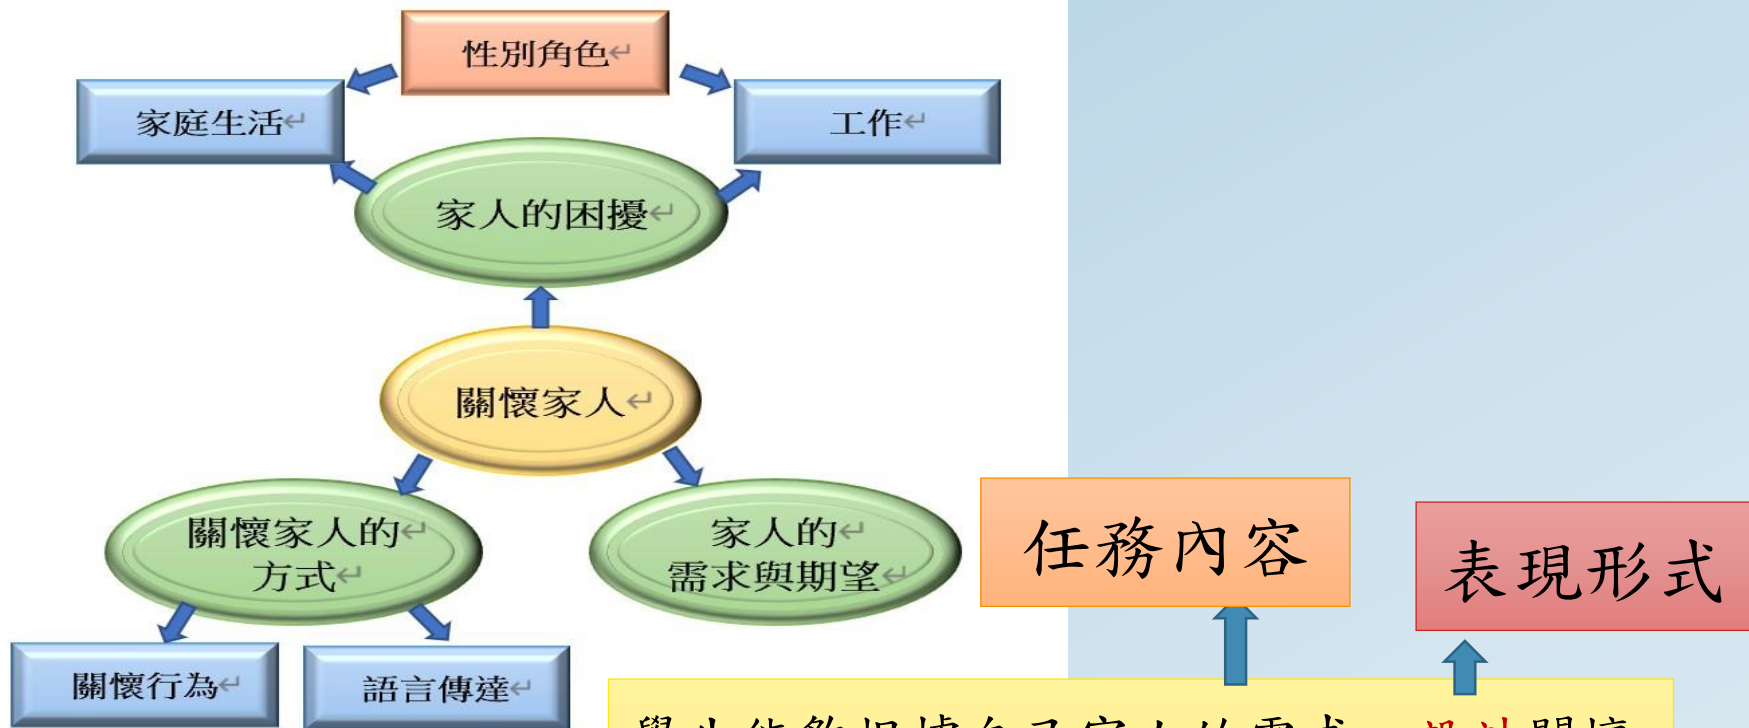 性別角色
家庭生活
工作
家人的困擾
關懷家人
關懷家人的
方式
家人的
需求與期望
任務內容
表現形式
關懷行為
語言傳達